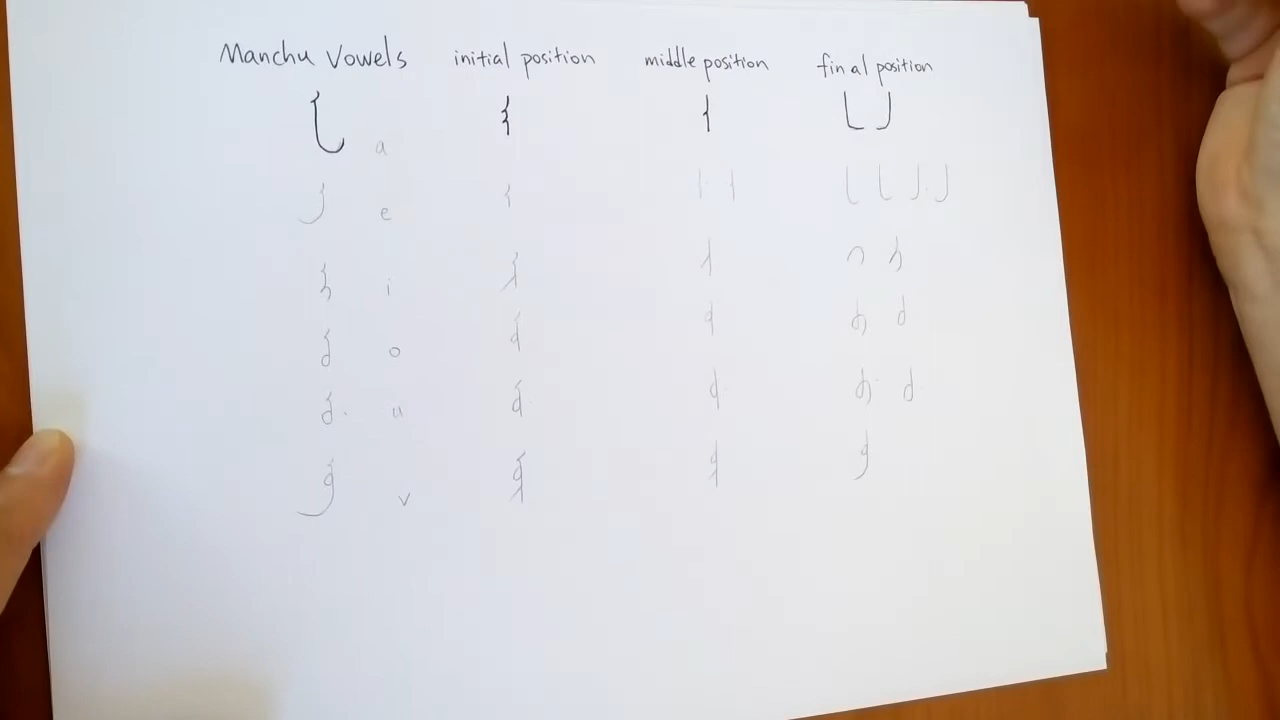 Manchu Vowels initial position middle position final position
ᠠ a ᠠ᠊ ᠊ᠠ᠊ ᠊ᠠ
ᡝ e ᡝ᠊ ᠊ᡝ᠊ ᠊ᡝ
ᡳ i ᡳ᠊ ᠊ᡳ᠊ ᠊ᡳ
ᠣ o ᠣ᠊ ᠊ᠣ᠊ ᠊ᠣ
ᡠ u ᡠ᠊ ᠊ᡠ᠊ ᠊ᡠ
ᡡ v ᡡ᠊ ᠊ᡡ᠊ ᠊ᡡ